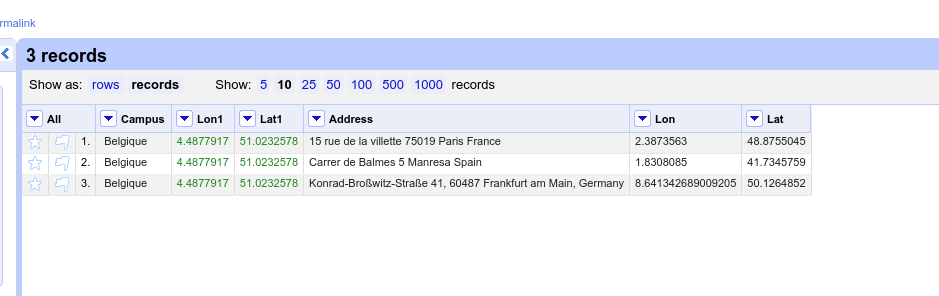 rmalink
3 records
Show as: rows records Show: 5 10 25 50 100 500 1000 records
All Campus Lon1 Lat1 Address Lon Lat
1. Belgique 4.4877917 51.0232578 15 rue de la villette 75019 Paris France 2.3873563 48.8755045
2. Belgique 4.4877917 51.0232578 Carrer de Balmes 5 Manresa Spain 1.8308085 41.7345759
3. Belgique 4.4877917 51.0232578 Konrad-Broßwitz-Straße 41, 60487 Frankfurt am Main, Germany 8.641342689009205 50.1264852